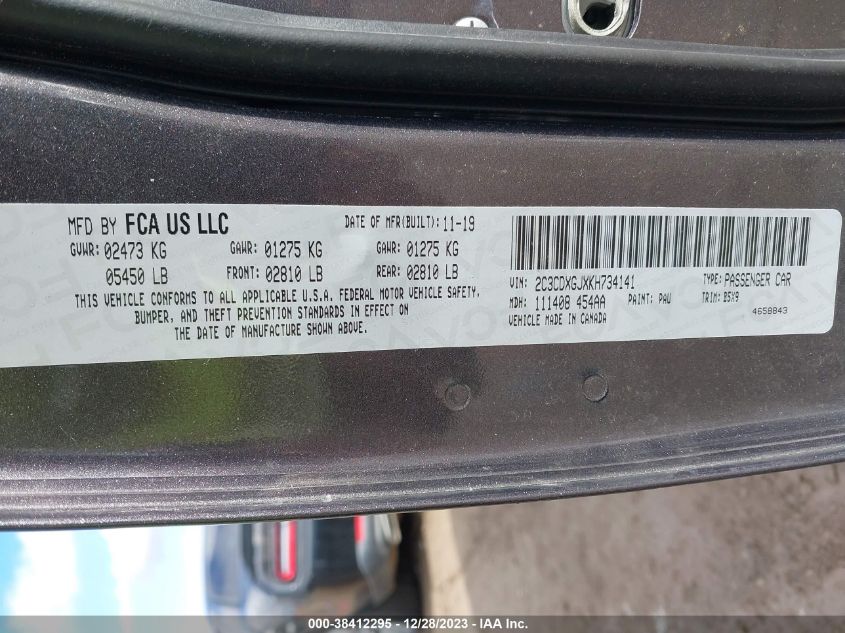 MFD BY FCA US LLC DATE OF MFR(BUILT): 11-19
GVWR: 02473 KG GAWR: 01275 KG GAWR: 01275 KG
05450 LB FRONT: 02810 LB REAR: 02810 LB
THIS VEHICLE CONFORMS TO ALL APPLICABLE U.S.A. FEDERAL MOTOR VEHICLE SAFETY,
BUMPER, AND THEFT PREVENTION STANDARDS IN EFFECT ON
THE DATE OF MANUFACTURE SHOWN ABOVE.
VIN: 2C3CDXGJXKH734141 TYPE: PASSENGER CAR
MDH: 111408 454AA PAINT: PAU TRIM: B5X9
VEHICLE MADE IN CANADA 4658843
000-38412295 - 12/28/2023 - IAA Inc.